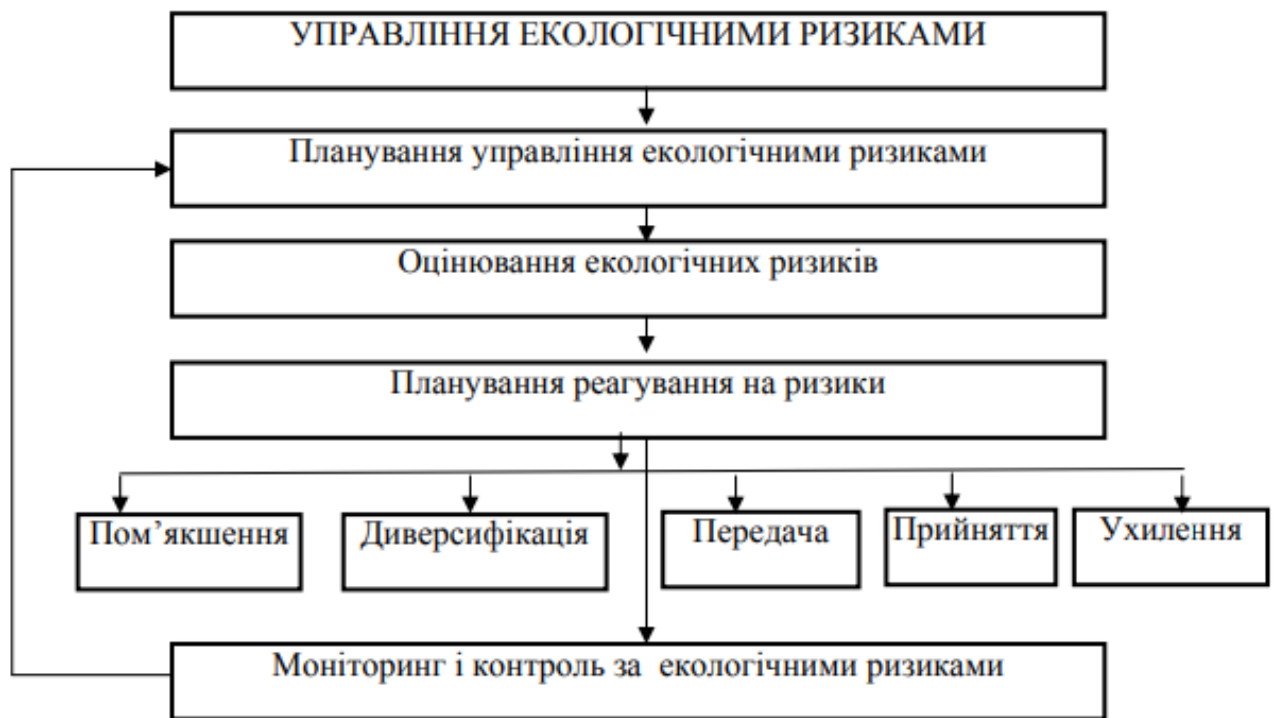 УПРАВЛІННЯ ЕКОЛОГІЧНИМИ РИЗИКАМИ
Планування управління екологічними ризиками
Оцінювання екологічних ризиків
Планування реагування на ризики
Пом’якшення
Диверсифікація
Передача
Прийняття
Ухилення
Моніторинг і контроль за екологічними ризиками